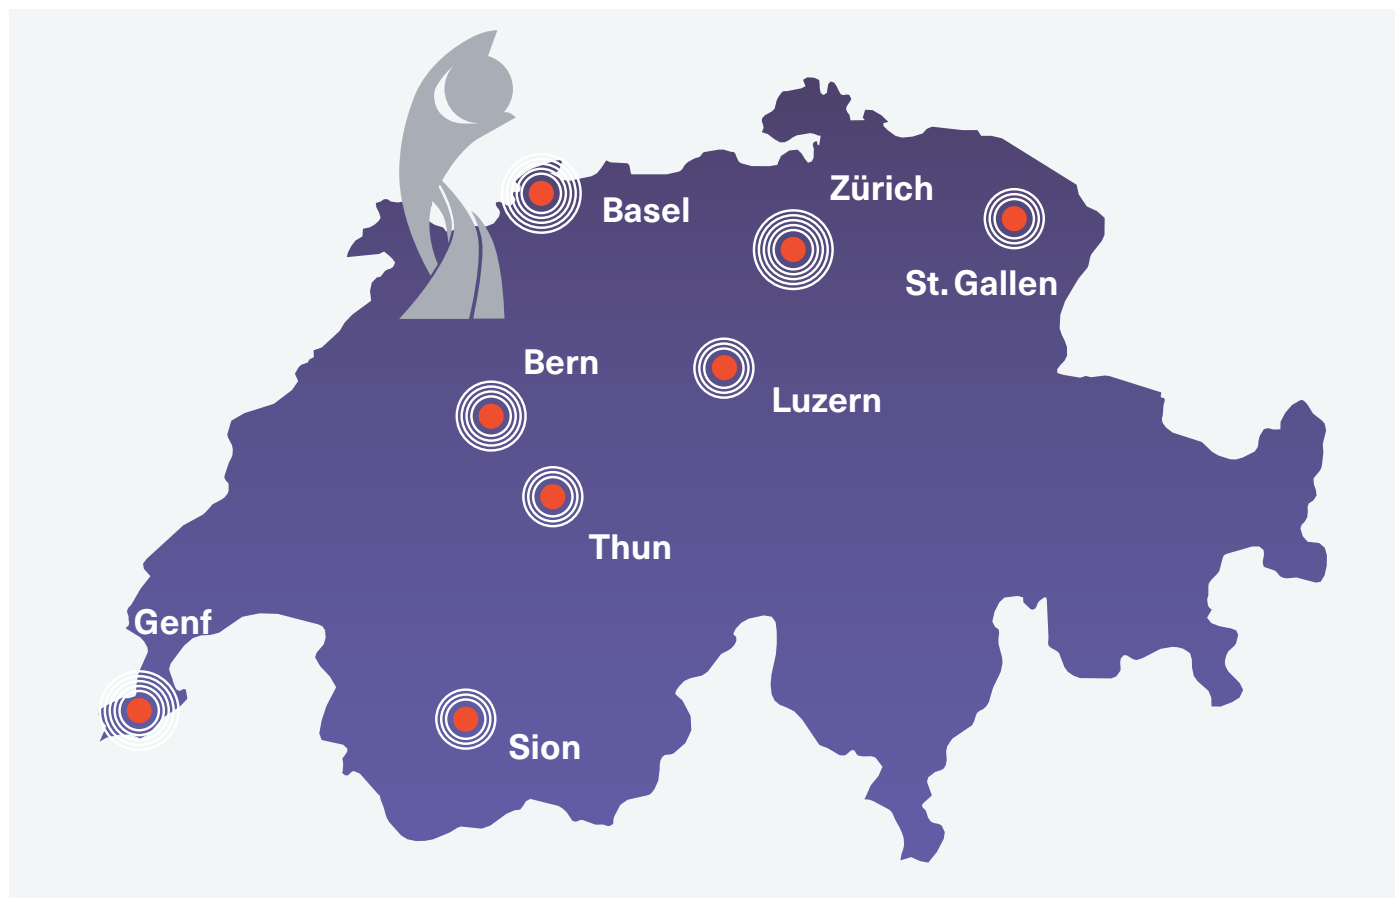 Zürich
Basel
St. Gallen
Bern
Luzern
Thun
Genf
Sion